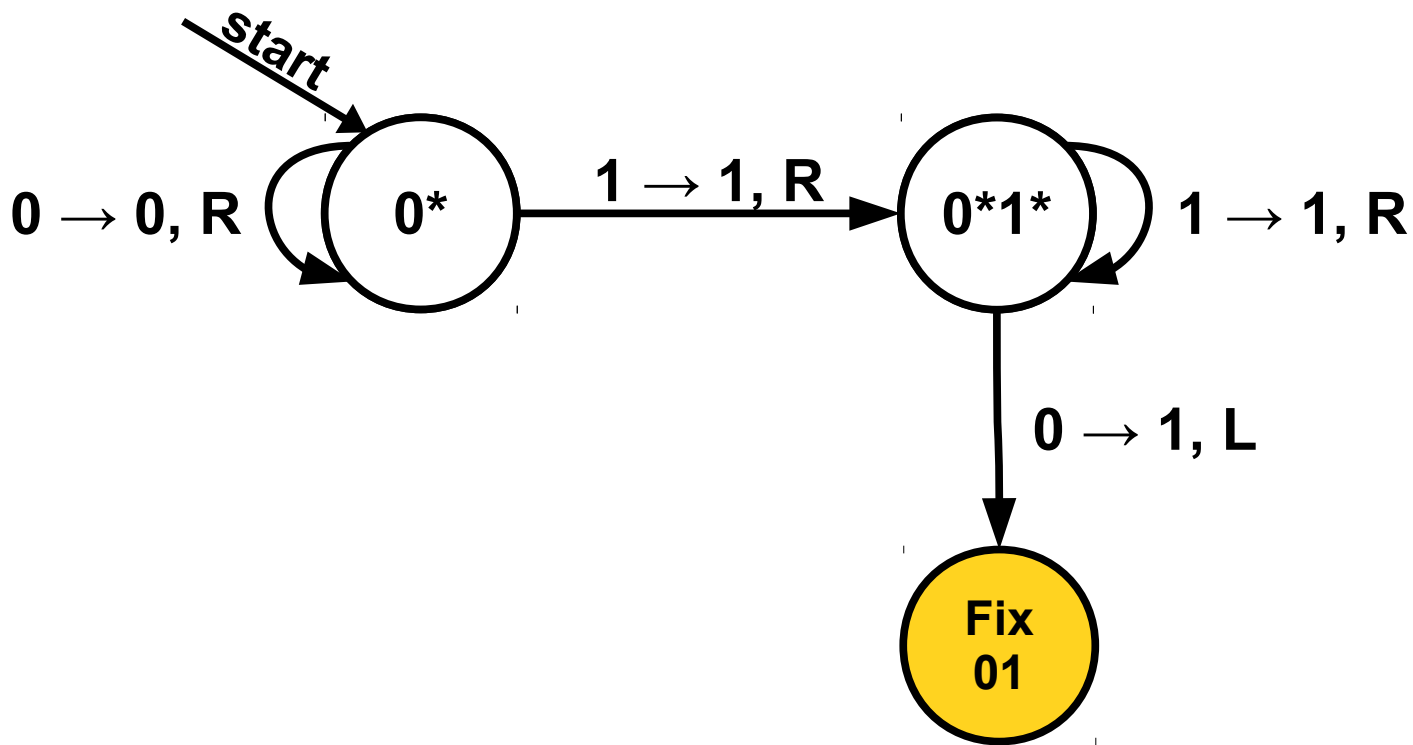 start
0 → 0, R
0*
1 → 1, R
0*1*
1 → 1, R
0 → 1, L
Fix
01